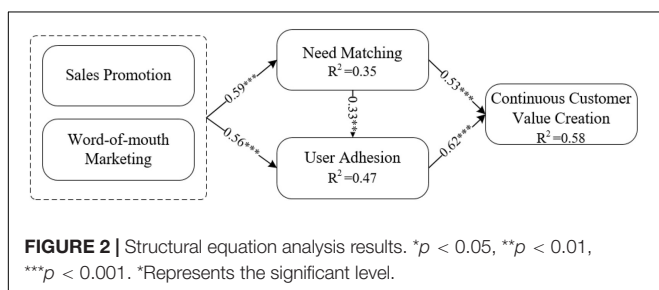 Sales Promotion
Word-of-mouth
Marketing
0.59***
0.56***
Need Matching
R²=0.35
0.33**
User Adhesion
R²=0.47
0.53***
0.62***
Continuous Customer
Value Creation
R²=0.58
FIGURE 2 | Structural equation analysis results. *p < 0.05, **p < 0.01,
***p < 0.001. *Represents the significant level.